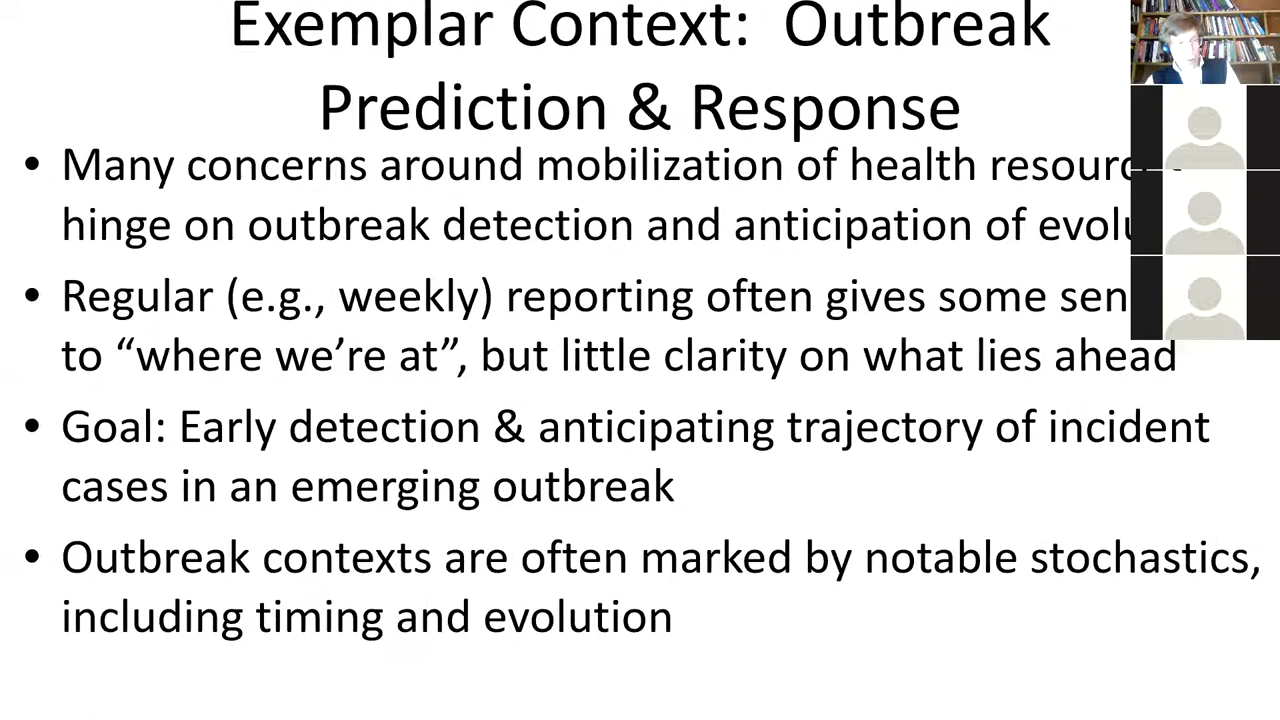 Exemplar Context: Outbreak
Prediction & Response
• Many concerns around mobilization of health
hinge on outbreak detection and anticipation of
• Regular (e.g., weekly) reporting often gives some
to “where we’re at”, but little clarity on what lies ahead
• Goal: Early detection & anticipating trajectory of incident
cases in an emerging outbreak
• Outbreak contexts are often marked by notable stochastics,
including timing and evolution